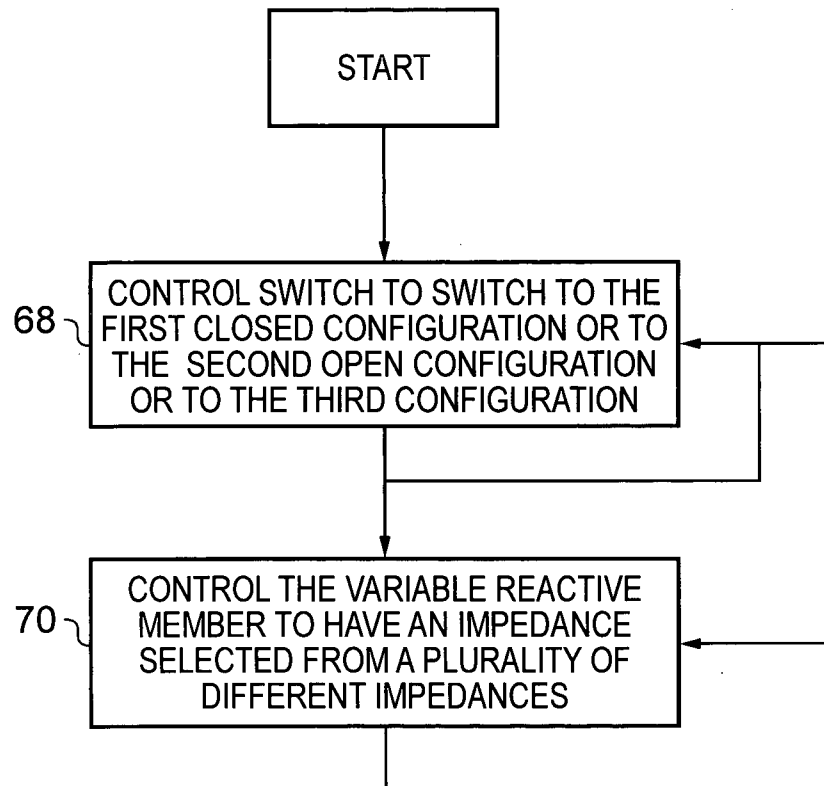 START
68
CONTROL SWITCH TO SWITCH TO THE
FIRST CLOSED CONFIGURATION OR TO
THE SECOND OPEN CONFIGURATION
OR TO THE THIRD CONFIGURATION
70
CONTROL THE VARIABLE REACTIVE
MEMBER TO HAVE AN IMPEDANCE
SELECTED FROM A PLURALITY OF
DIFFERENT IMPEDANCES